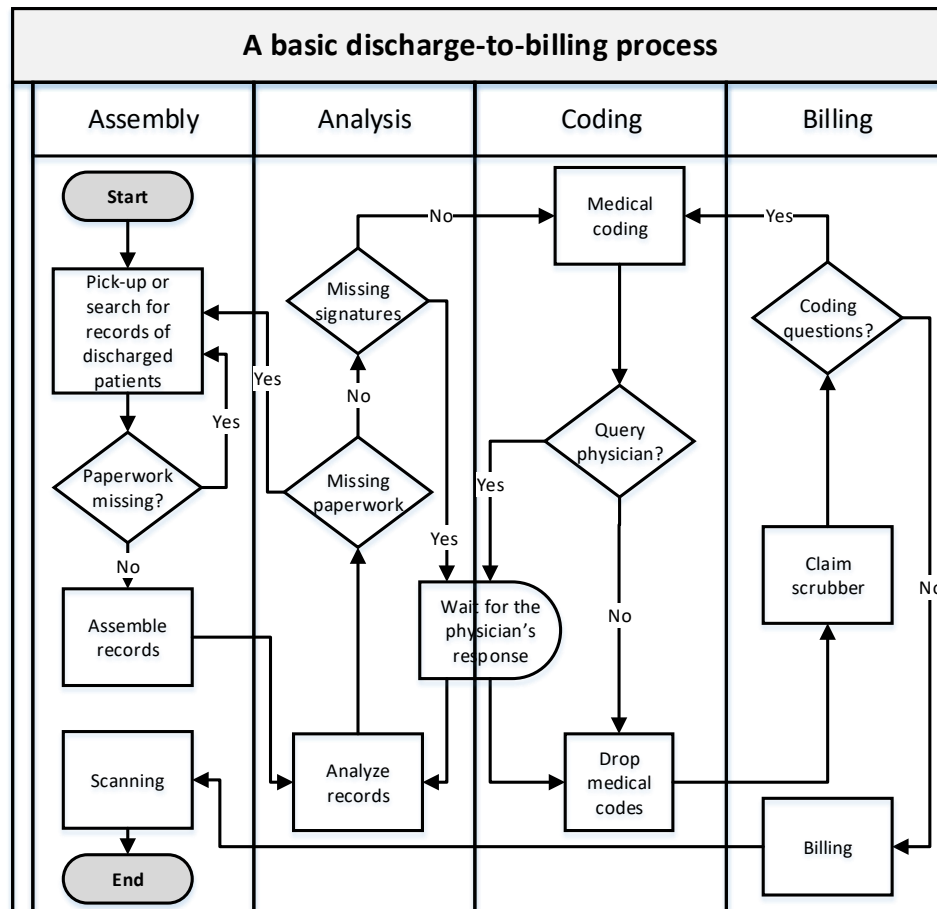 A basic discharge-to-billing process
Assembly
Analysis
Coding
Billing
Start
Pick-up or
search for
records of
discharged
patients
Yes
Paperwork
missing?
No
Assemble
records
Scanning
End
No
Missing
signatures
Yes
No
Missing
paperwork
Yes
Wait for the
physician's
response
Analyze
records
Medical
coding
Query
physician?
Yes
No
Drop
medical
codes
Yes
Coding
questions?
Claim
scrubber
No
Billing